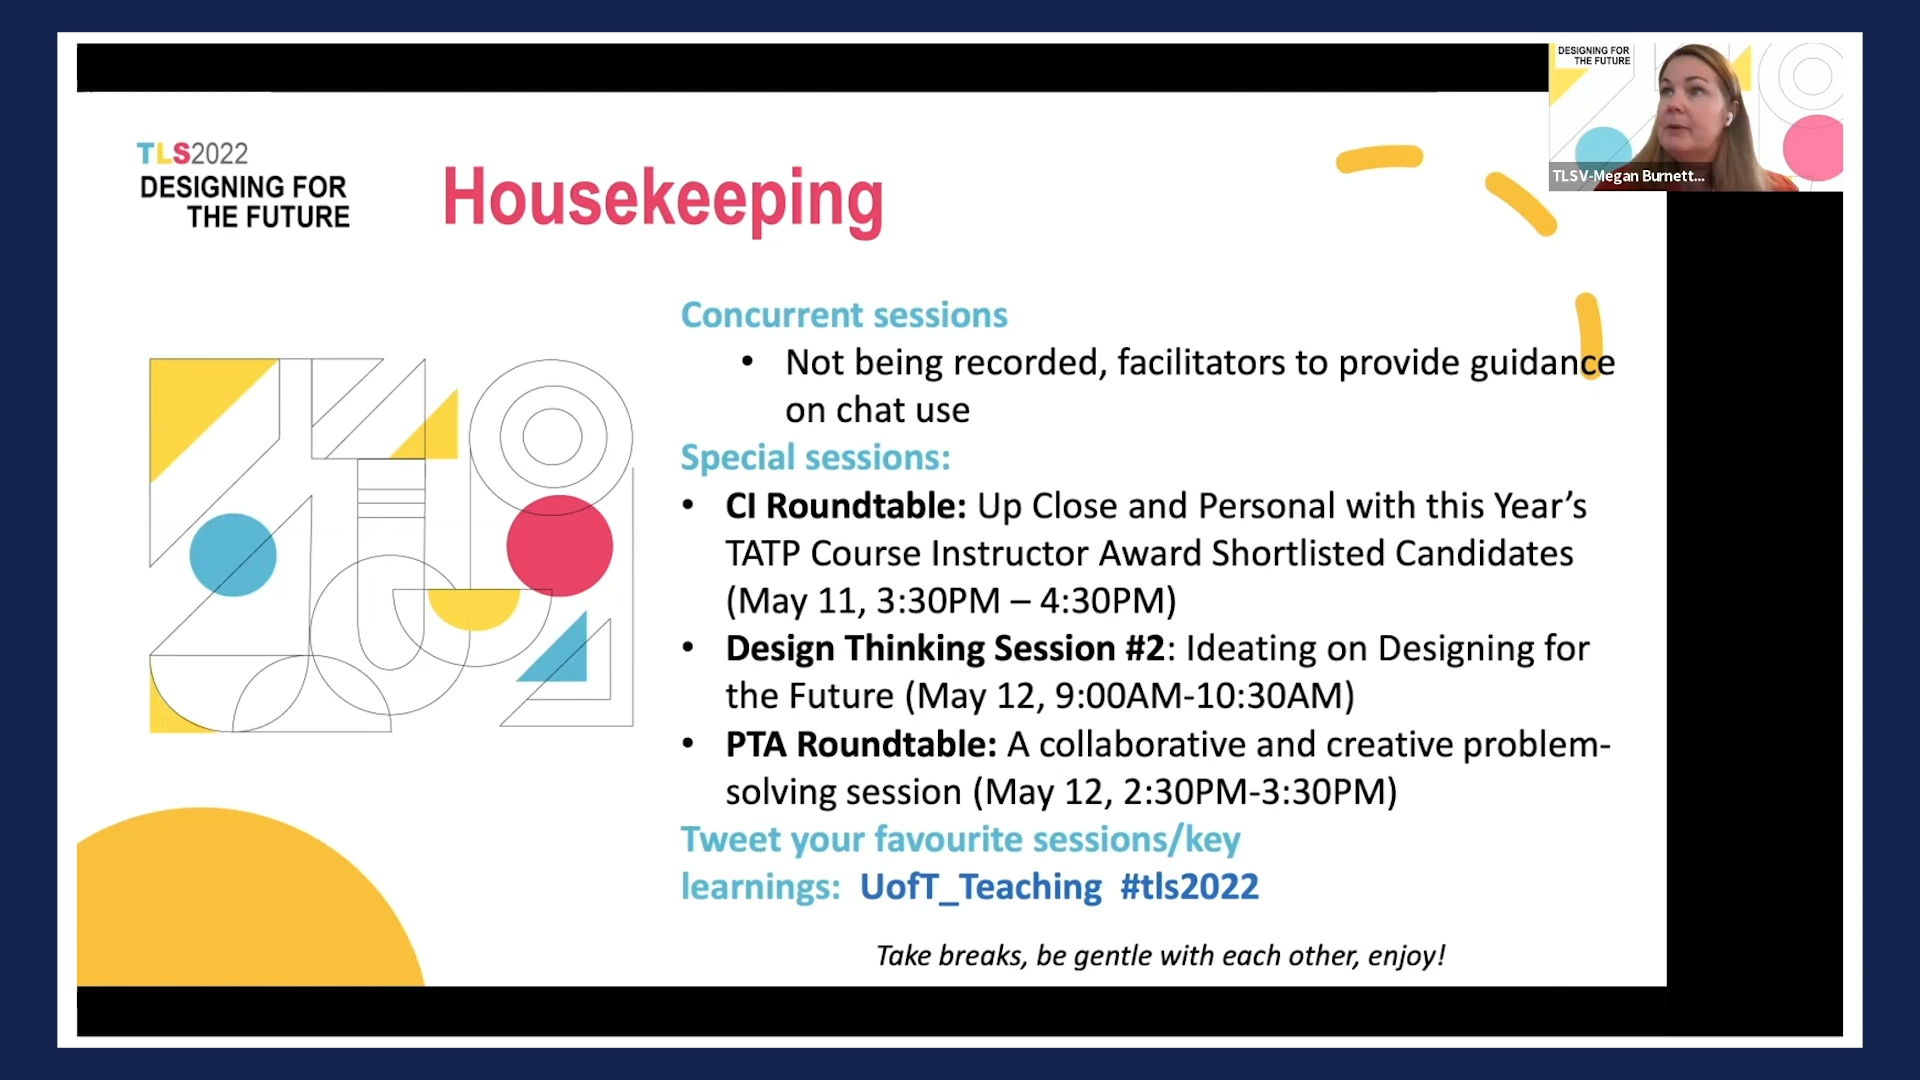 DESIGNING FOR
THE FUTURE
TLSV-Megan Burnett...
TLS2022
DESIGNING FOR
THE FUTURE
Housekeeping
Concurrent sessions
• Not being recorded, facilitators to provide guidance
on chat use
Special sessions:
• CI Roundtable: Up Close and Personal with this Year’s
TATP Course Instructor Award Shortlisted Candidates
(May 11, 3:30PM – 4:30PM)
• Design Thinking Session #2: Ideating on Designing for
the Future (May 12, 9:00AM-10:30AM)
• PTA Roundtable: A collaborative and creative problem-
solving session (May 12, 2:30PM-3:30PM)
Tweet your favourite sessions/key
learnings: UofT_Teaching #tls2022
Take breaks, be gentle with each other, enjoy!